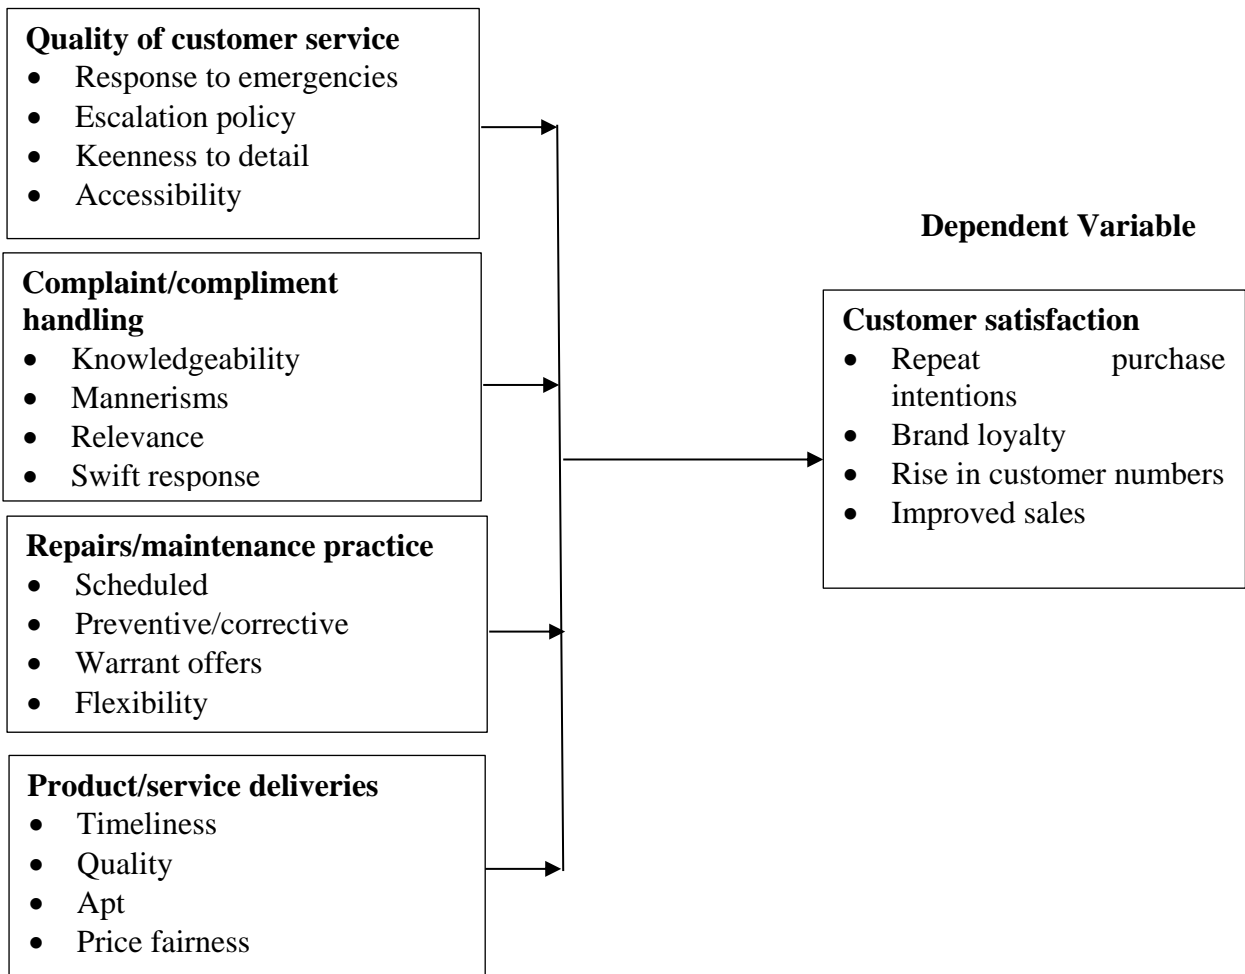 Quality of customer service
• Response to emergencies
• Escalation policy
• Keenness to detail
• Accessibility
Complaint/compliment
handling
• Knowledgeability
• Mannerisms
• Relevance
• Swift response
Repairs/maintenance practice
• Scheduled
• Preventive/corrective
• Warrant offers
• Flexibility
Product/service deliveries
• Timeliness
• Quality
• Apt
• Price fairness
Dependent Variable
Customer satisfaction
• Repeat purchase
intentions
• Brand loyalty
• Rise in customer numbers
• Improved sales